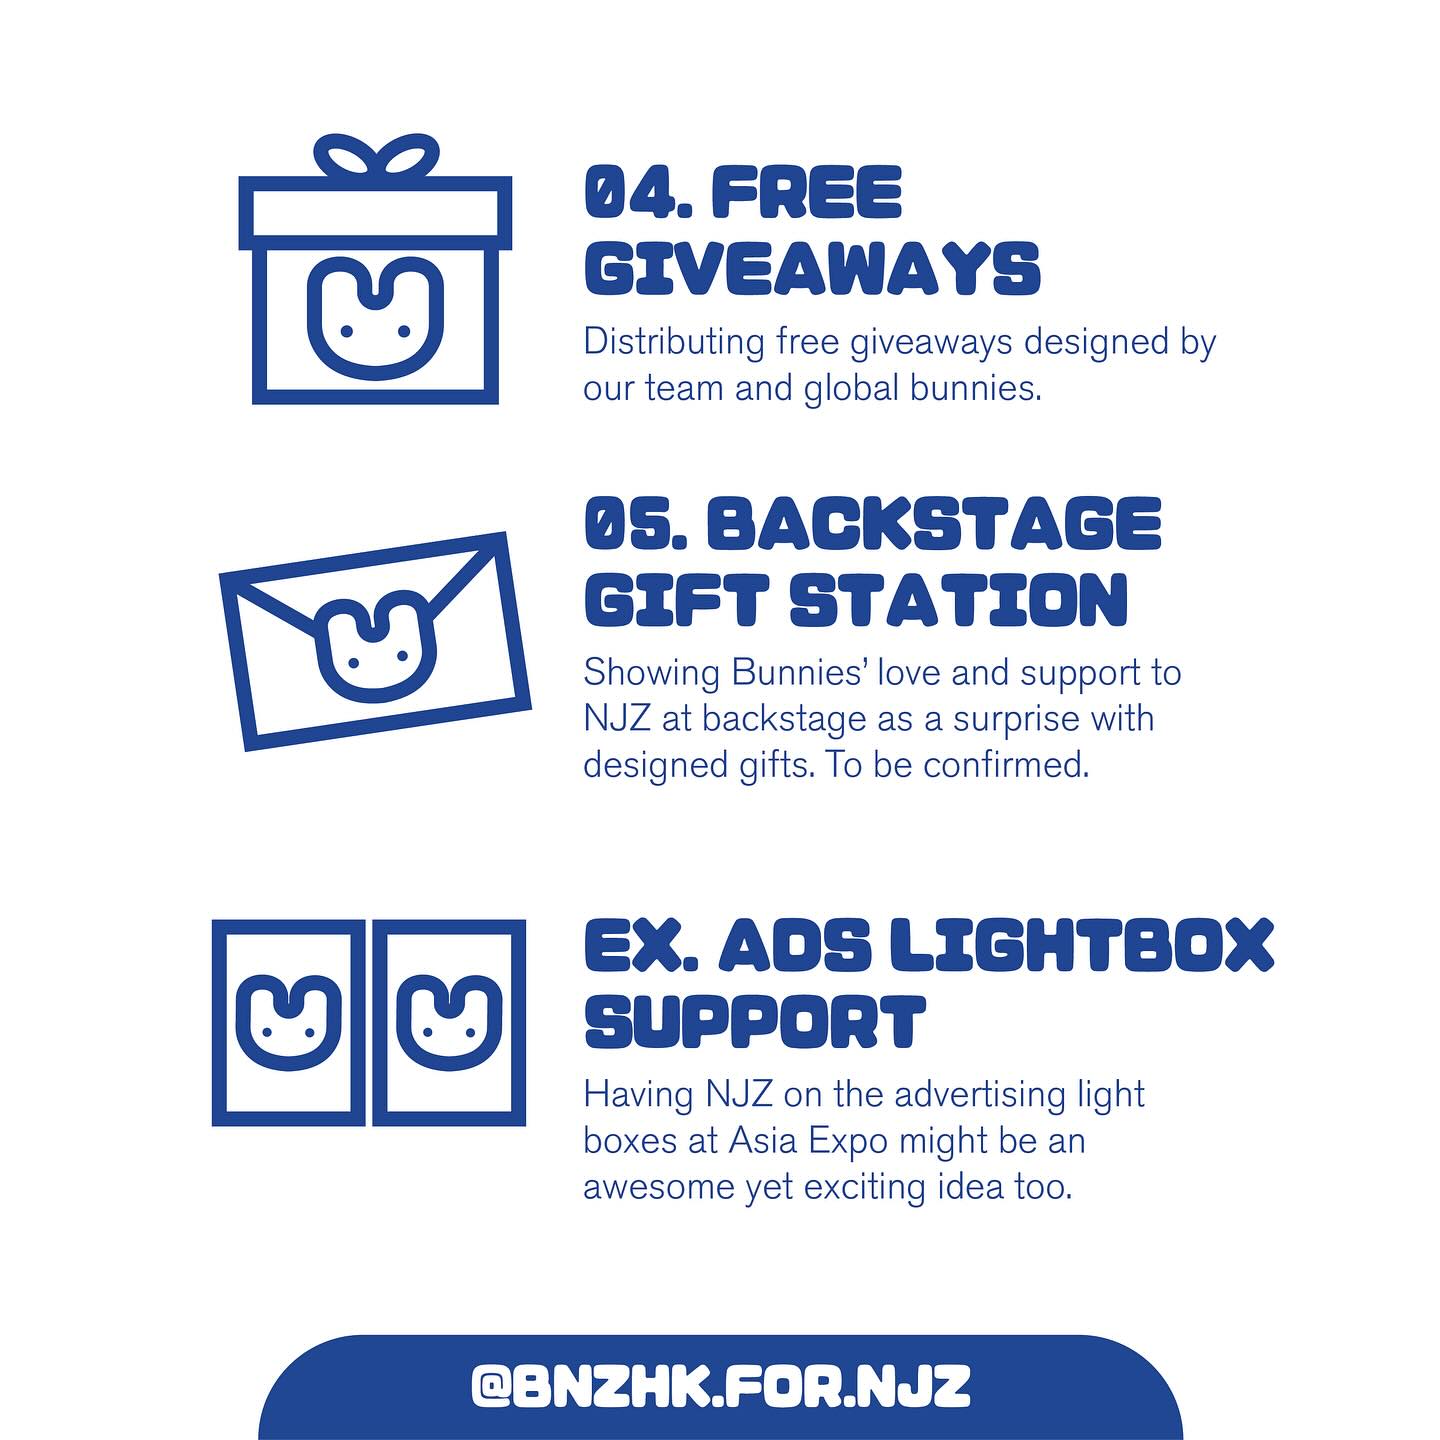 04. FREE
GIVEAWAYS
Distributing free giveaways designed by
our team and global bunnies.
05. BACKSTAGE
GIFT STATION
Showing Bunnies’ love and support to
NJZ at backstage as a surprise with
designed gifts. To be confirmed.
EX. ADS LIGHTBOX
SUPPORT
Having NJZ on the advertising light
boxes at Asia Expo might be an
awesome yet exciting idea too.
@BNZHK.FOR.NJZ